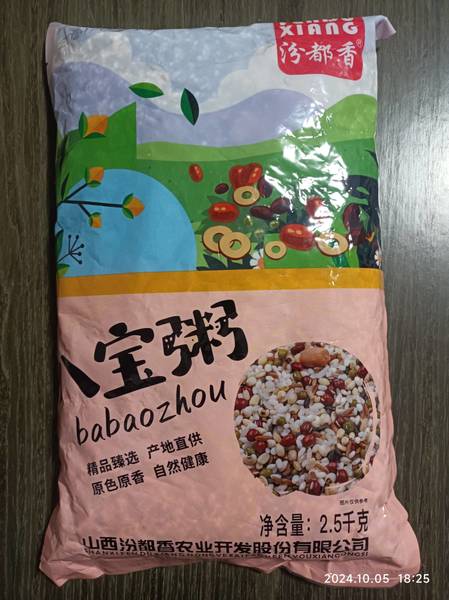 XIANG
汾都香®
八宝粥
babaozhou
精品臻选 产地直供
原色原香 自然健康
图片仅供参考
净含量：2.5千克
山西汾都香农业开发股份有限公司
2024.10.05 18:25